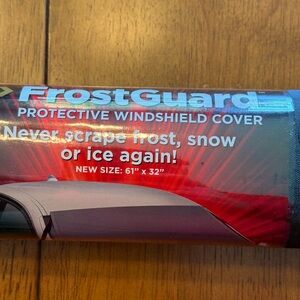 FrostGuard
PROTECTIVE WINDSHIELD COVER
Never scrape frost, snow
or ice again!
NEW SIZE: 61" x 32"